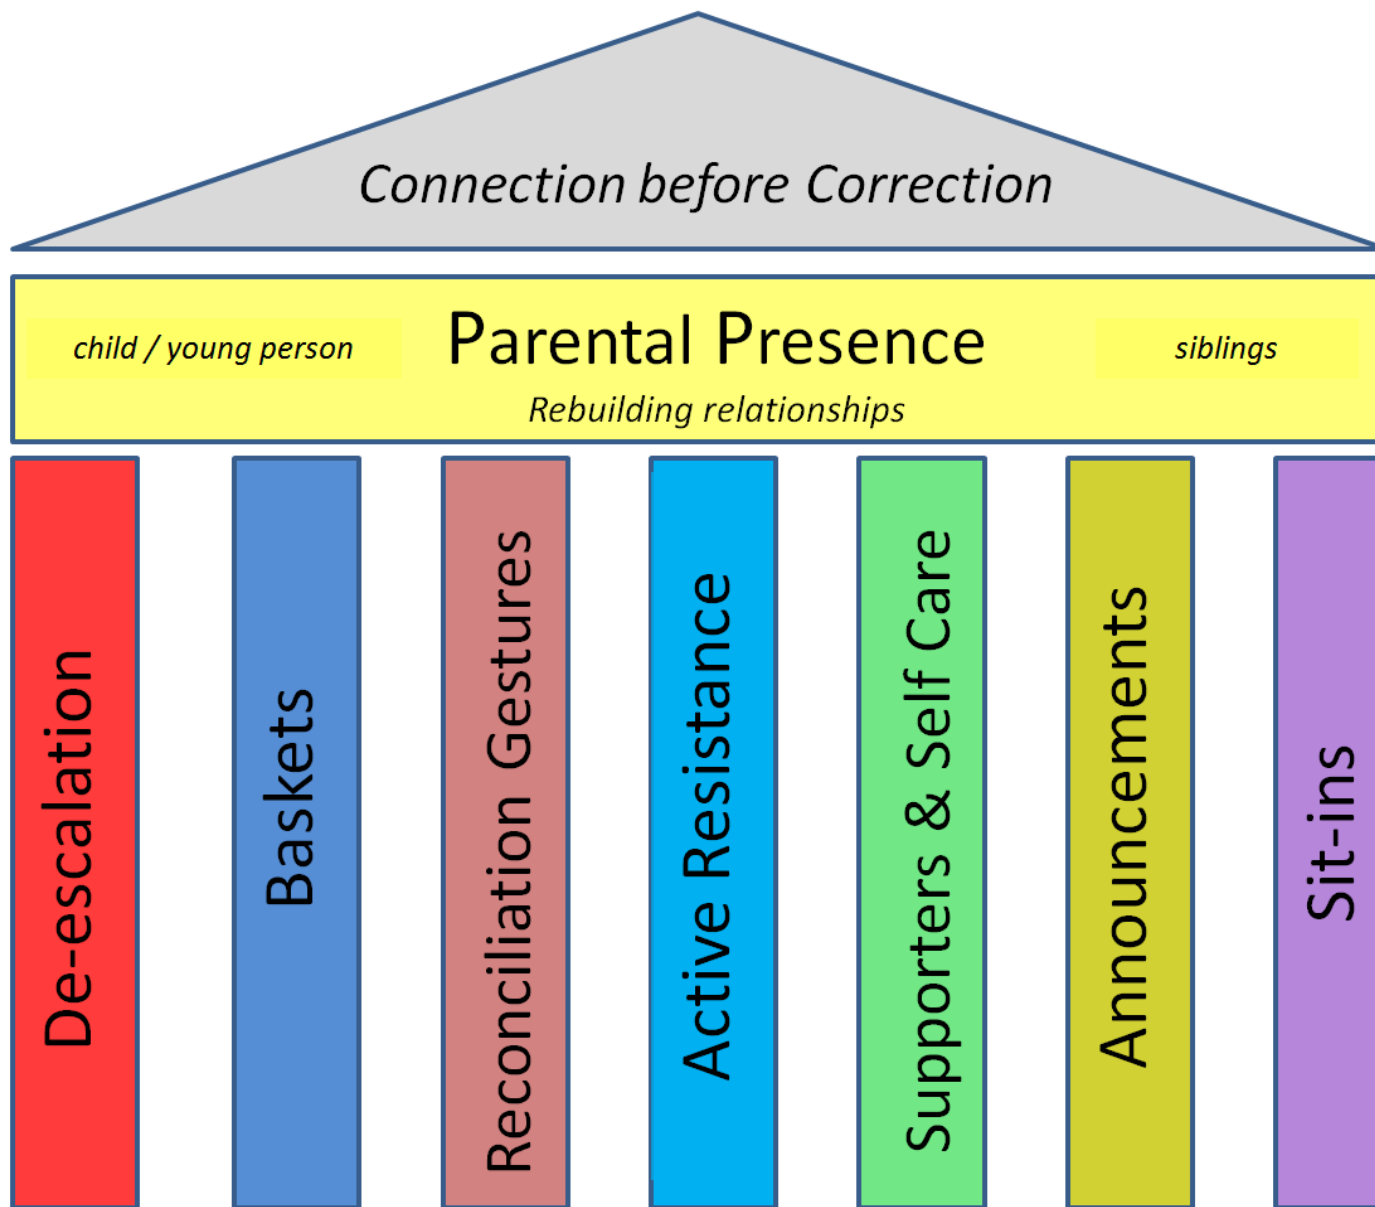 Connection before Correction
child / young person
Parental Presence
siblings
Rebuilding relationships
De-escalation
Baskets
Reconciliation Gestures
Active Resistance
Supporters & Self Care
Announcements
Sit-ins